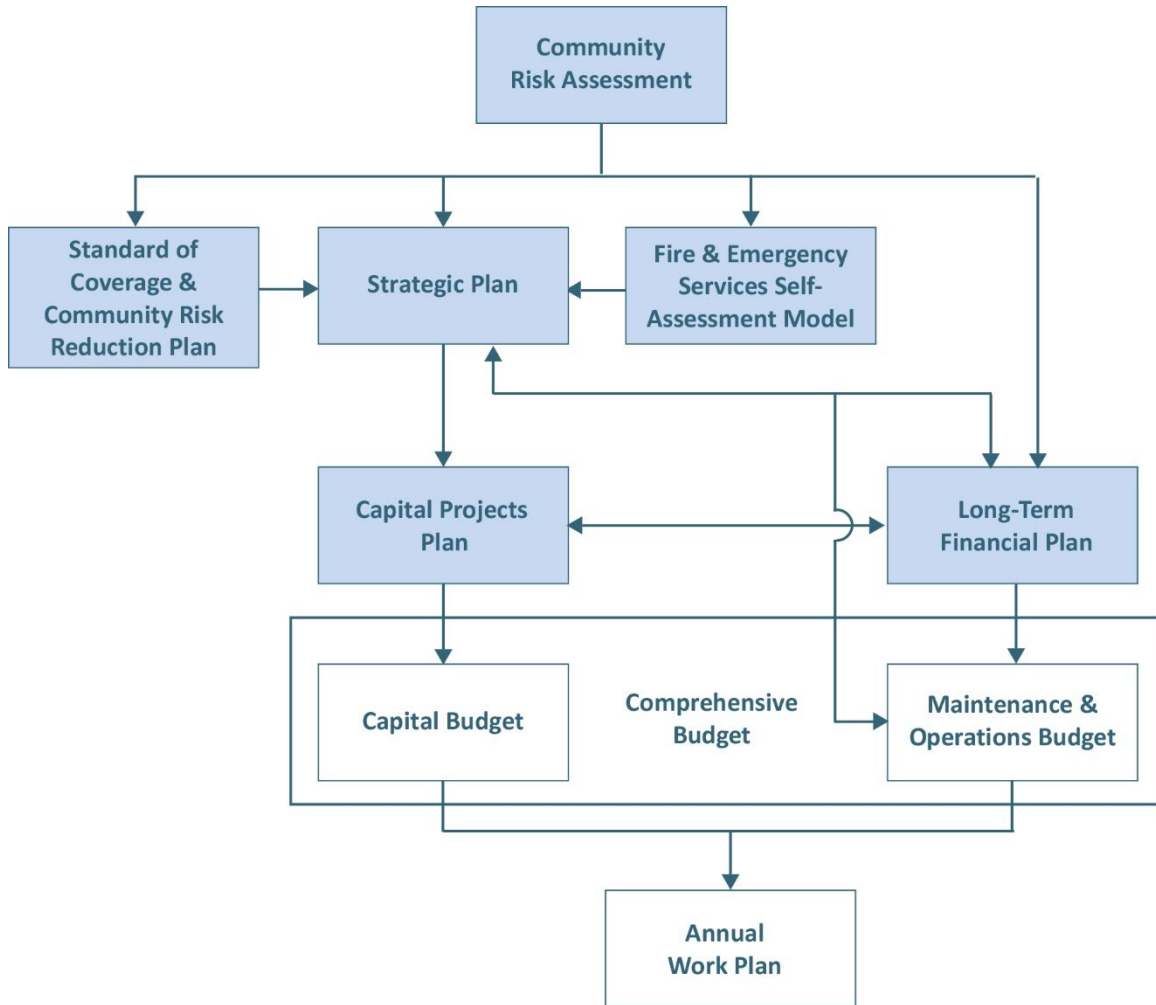 Community
Risk Assessment
Standard of
Coverage &
Community Risk
Reduction Plan
Strategic Plan
Fire & Emergency
Services Self-
Assessment Model
Capital Projects
Plan
Long-Term
Financial Plan
Capital Budget
Comprehensive
Budget
Maintenance &
Operations Budget
Annual
Work Plan